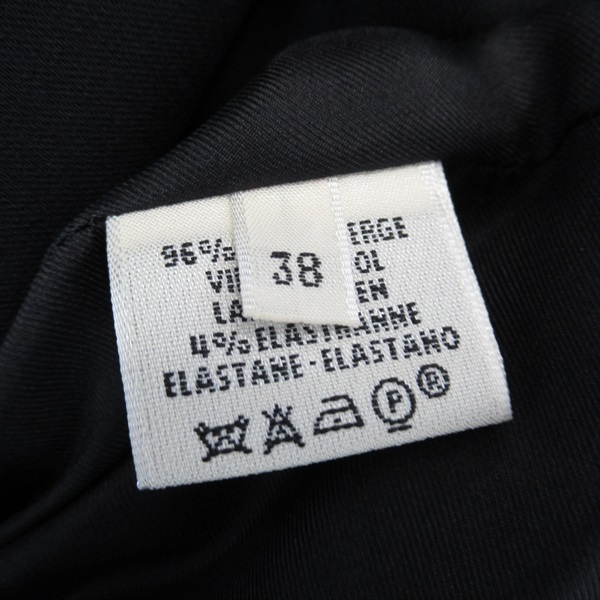 96% ERGE
VI OL
38
LA EN
4% ELASTHANNE
ELASTANE-ELASTANO
P ®